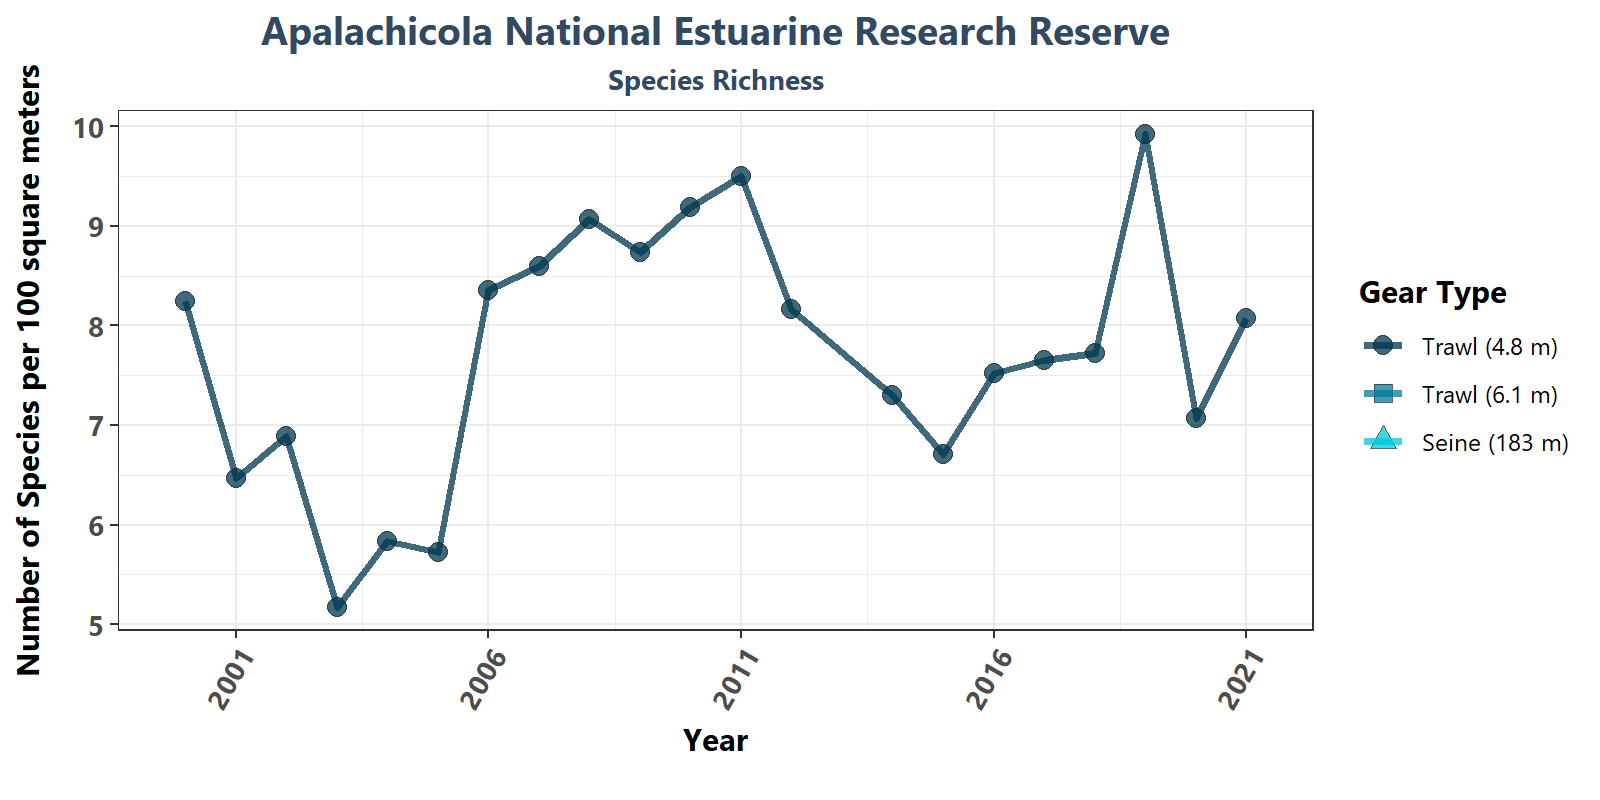 Apalachicola National Estuarine Research Reserve
Species Richness
Number of Species per 100 square meters
10
9
8
7
6
5
2001
2006
2011
2016
2021
Year
Gear Type
Trawl (4.8 m)
Trawl (6.1 m)
Seine (183 m)